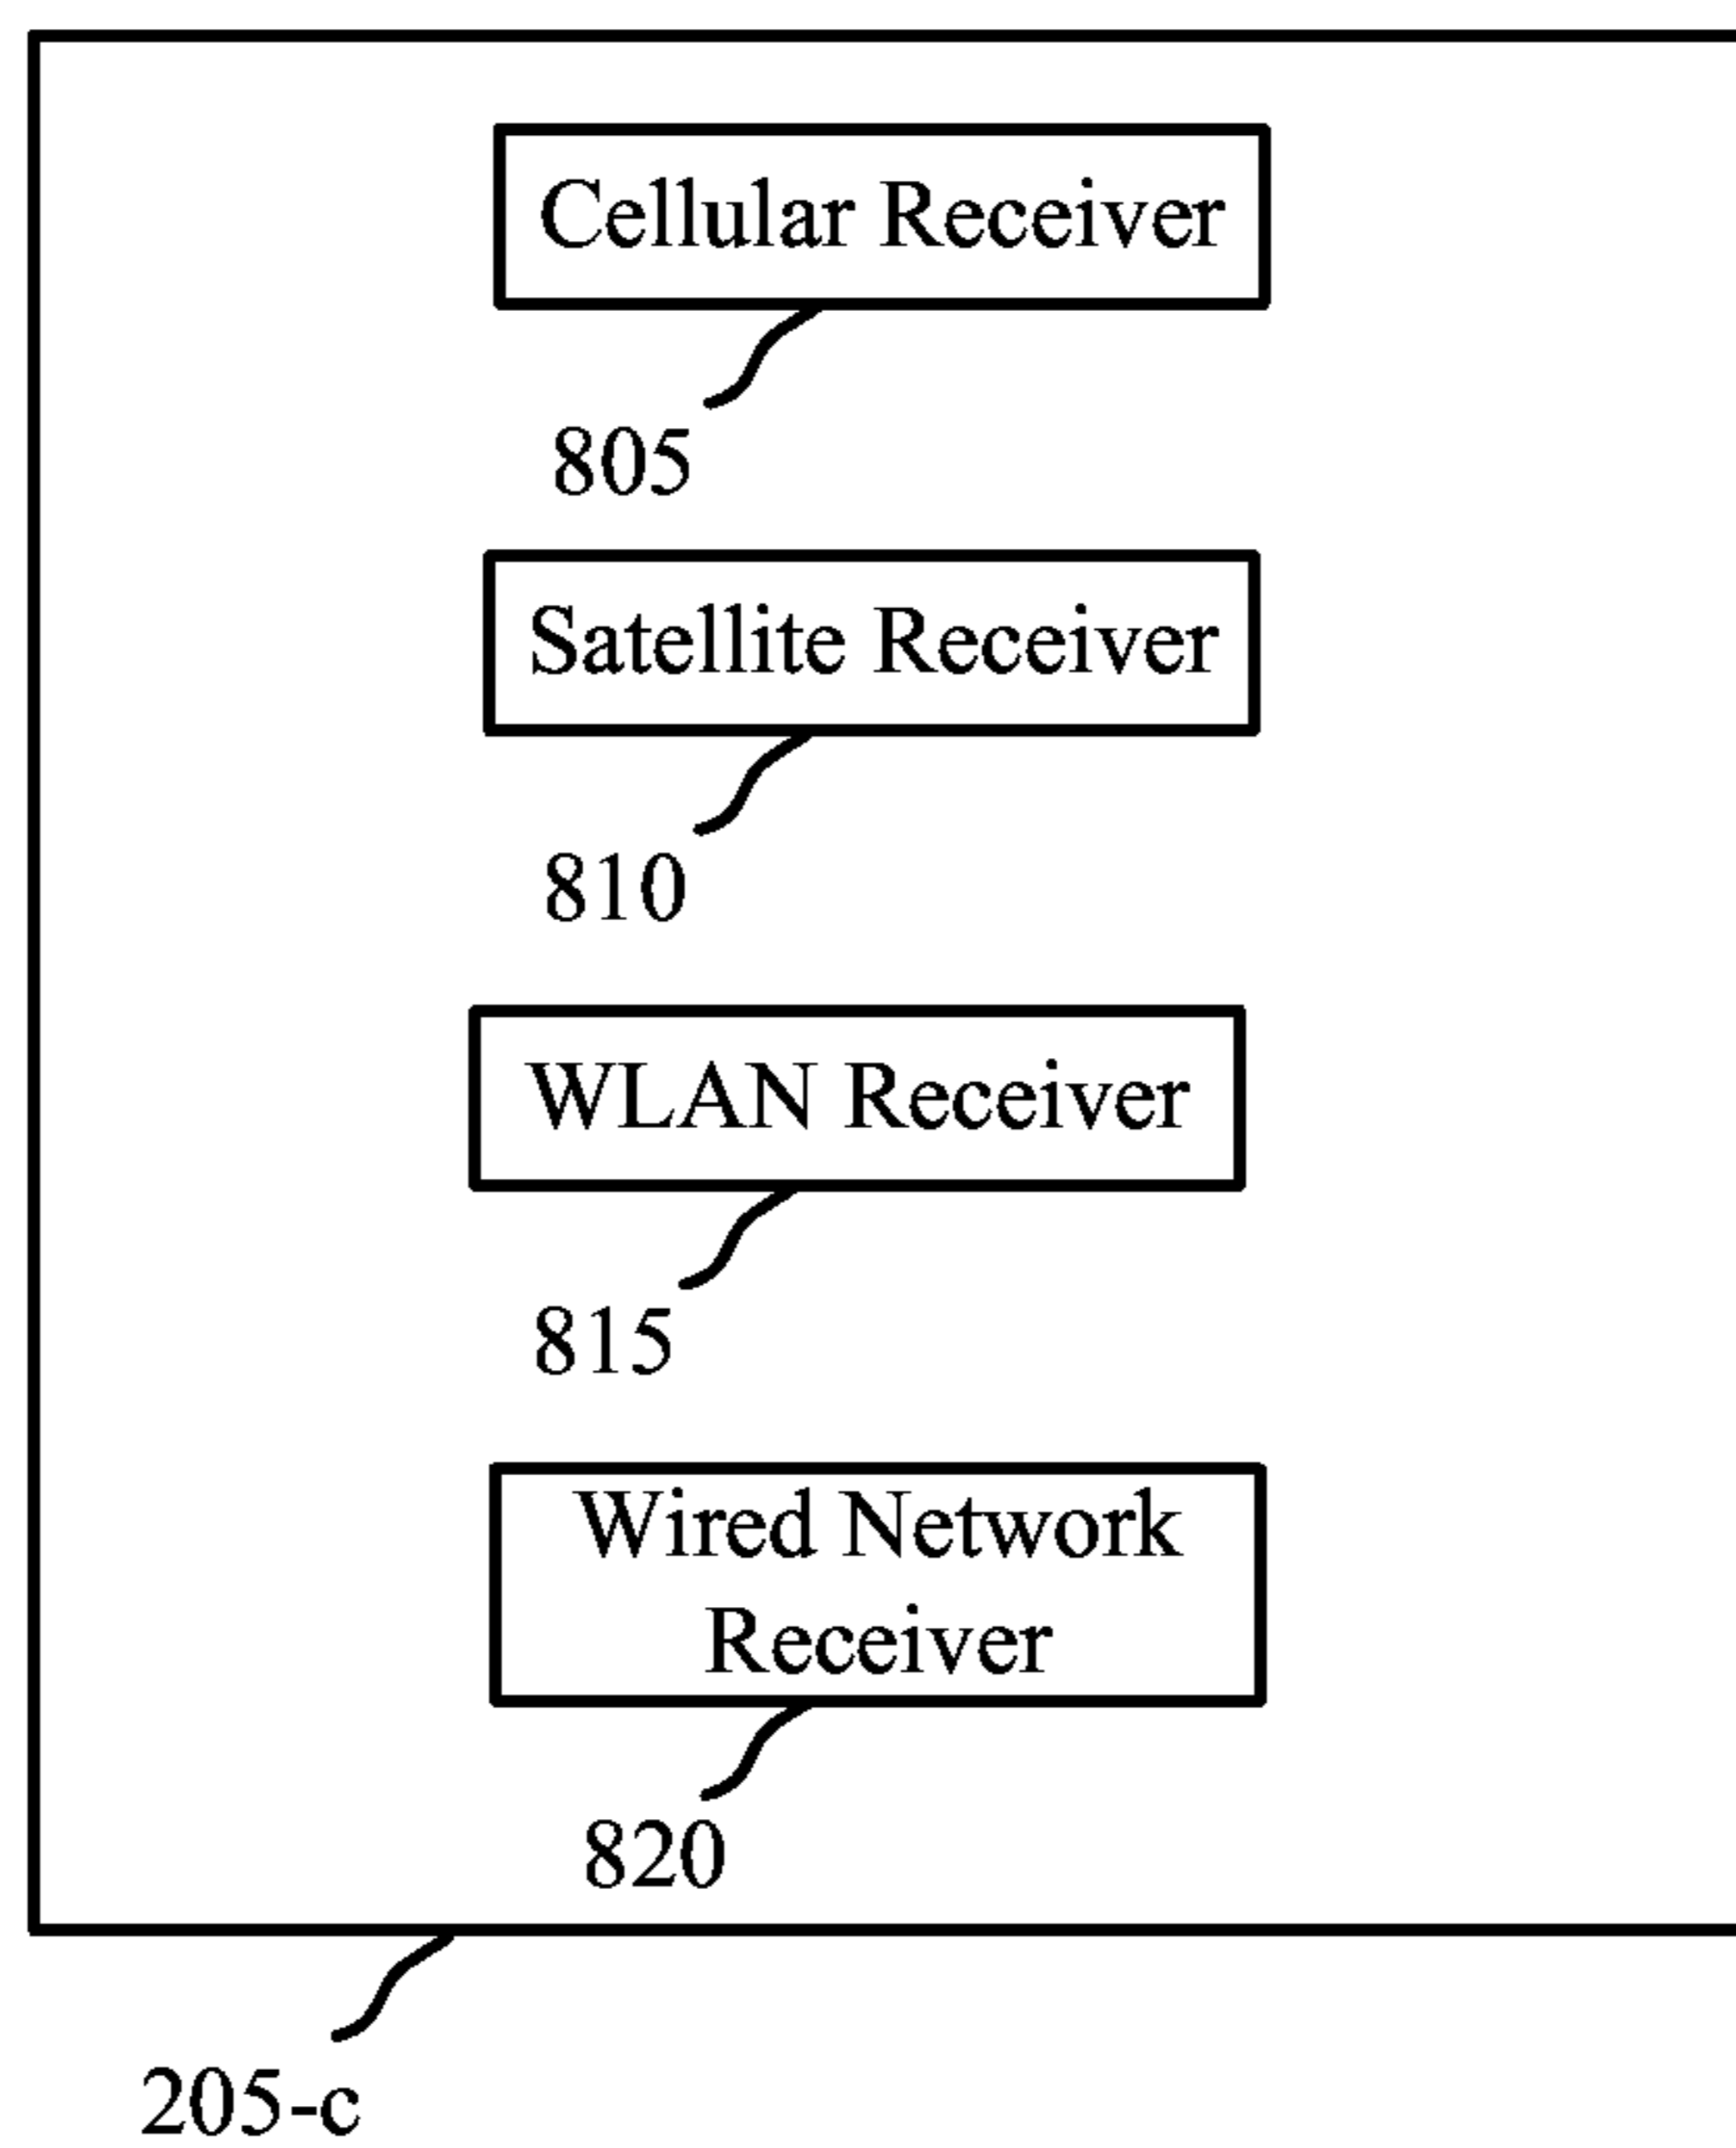 Cellular Receiver
805
Satellite Receiver
810
WLAN Receiver
815
Wired Network
Receiver
820
205-c